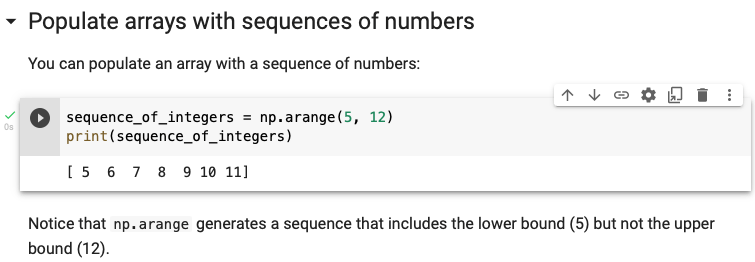 Populate arrays with sequences of numbers
You can populate an array with a sequence of numbers:
0s
sequence_of_integers = np.arange(5, 12)
print(sequence_of_integers)
[ 5  6  7  8  9 10 11]
Notice that np.arange generates a sequence that includes the lower bound (5) but not the upper
bound (12).